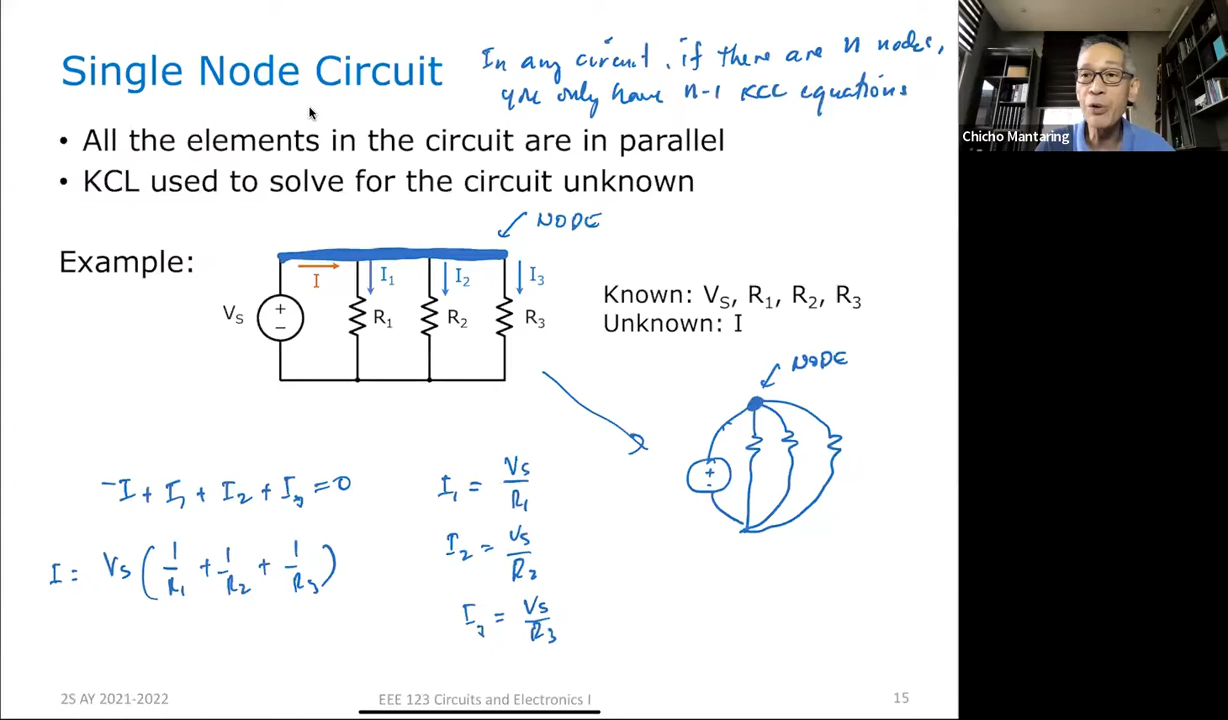 Single Node Circuit
In any circuit, if there are n nodes,
you only have n-1 KCL equations
Chicho Mantaring
• All the elements in the circuit are in parallel
• KCL used to solve for the circuit unknown
NODE
Example:
I
I₁
I₂
I₃
V_S
+
−
R₁
R₂
R₃
Known: V_S, R₁, R₂, R₃
Unknown: I
NODE
+
-
-I + I₁ + I₂ + I₃ = 0
I = Vs ( 1/R₁ + 1/R₂ + 1/R₃ )
I₁ = Vs/R₁
I₂ = Vs/R₂
I₃ = Vs/R₃
2S AY 2021-2022
EEE 123 Circuits and Electronics I
15